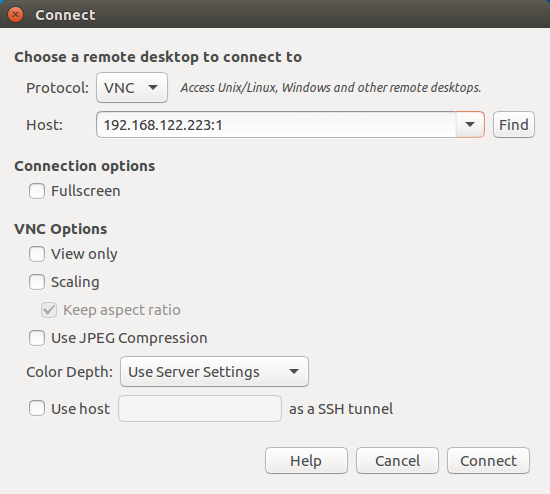 Connect
Choose a remote desktop to connect to
Protocol: VNC Access Unix/Linux, Windows and other remote desktops.
Host: 192.168.122.223:1 Find
Connection options
Fullscreen
VNC Options
View only
Scaling
Keep aspect ratio
Use JPEG Compression
Color Depth: Use Server Settings
Use host as a SSH tunnel
Help Cancel Connect